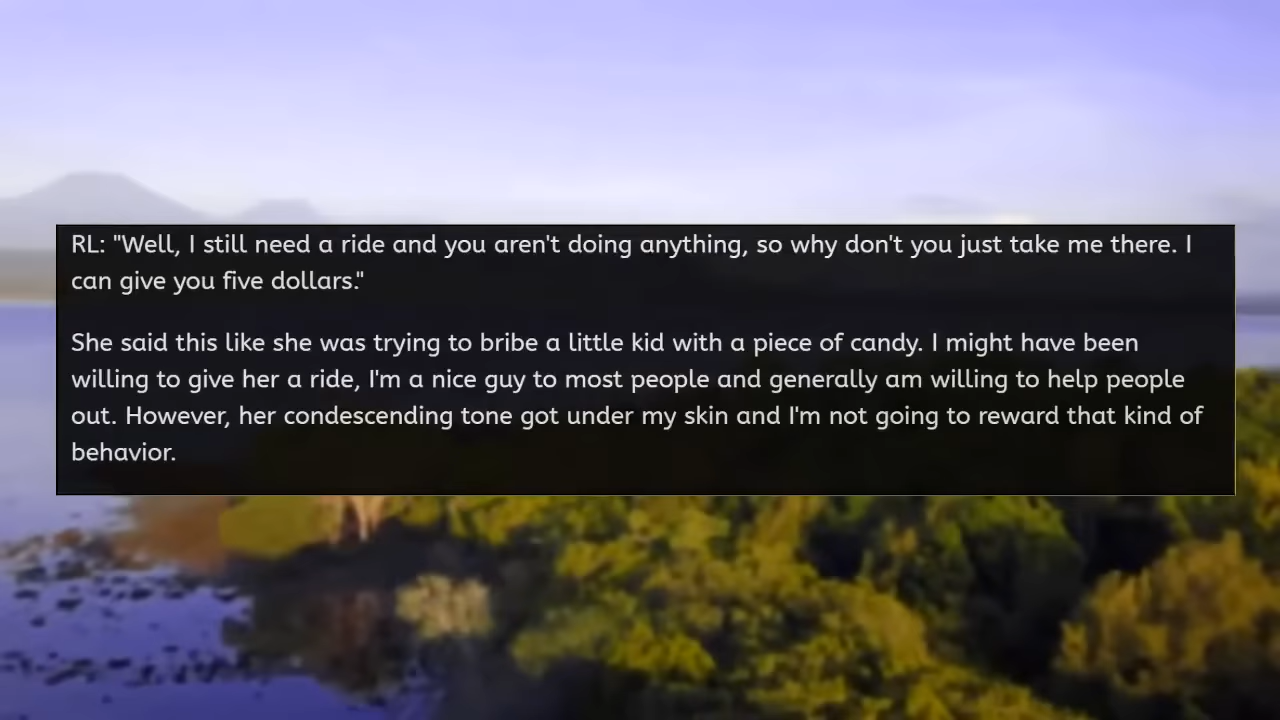 RL: "Well, I still need a ride and you aren't doing anything, so why don't you just take me there. I
can give you five dollars."
She said this like she was trying to bribe a little kid with a piece of candy. I might have been
willing to give her a ride, I'm a nice guy to most people and generally am willing to help people
out. However, her condescending tone got under my skin and I'm not going to reward that kind of
behavior.